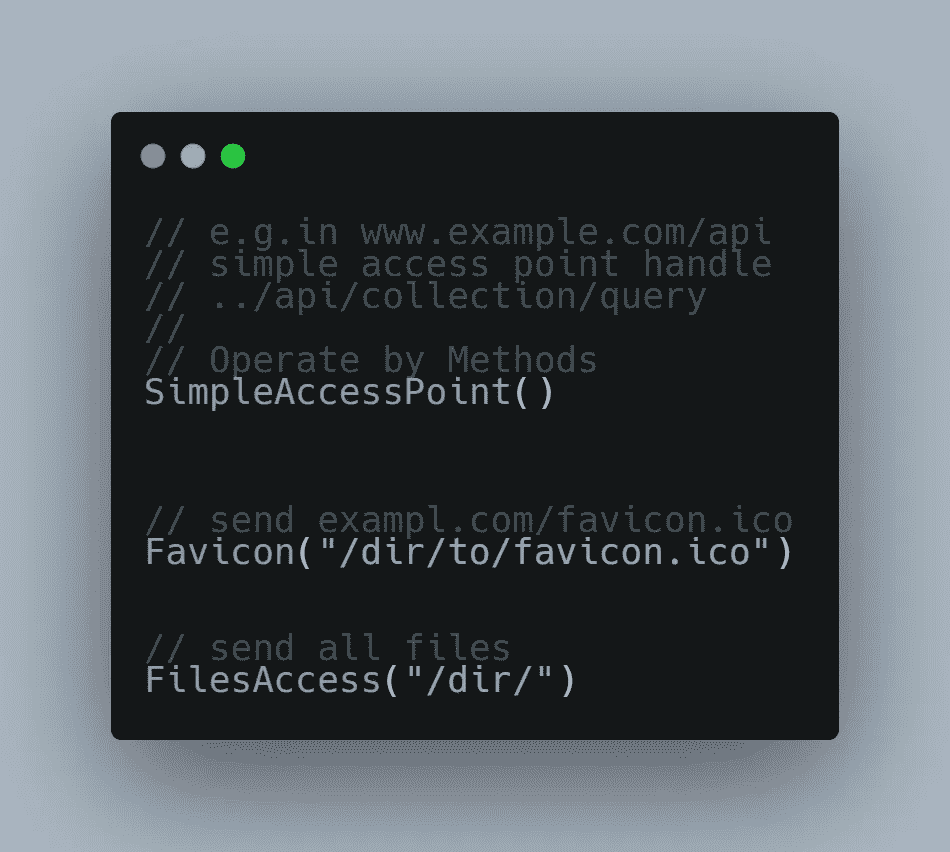 // e.g.in www.example.com/api
// simple access point handle
// ../api/collection/query
//
// Operate by Methods
SimpleAccessPoint()
// send exampl.com/favicon.ico
Favicon("/dir/to/favicon.ico")
// send all files
FilesAccess("/dir/")